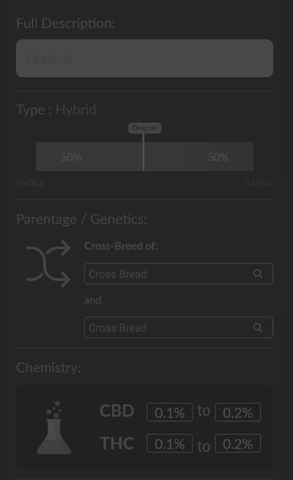 Full Description:
Optional
Type : Hybrid
Drag me
50% 50%
Indica Sativa
Parentage / Genetics:
Cross-Breed of:
Cross Bread
and
Cross Bread
Chemistry:
CBD 0.1% to 0.2%
THC 0.1% to 0.2%